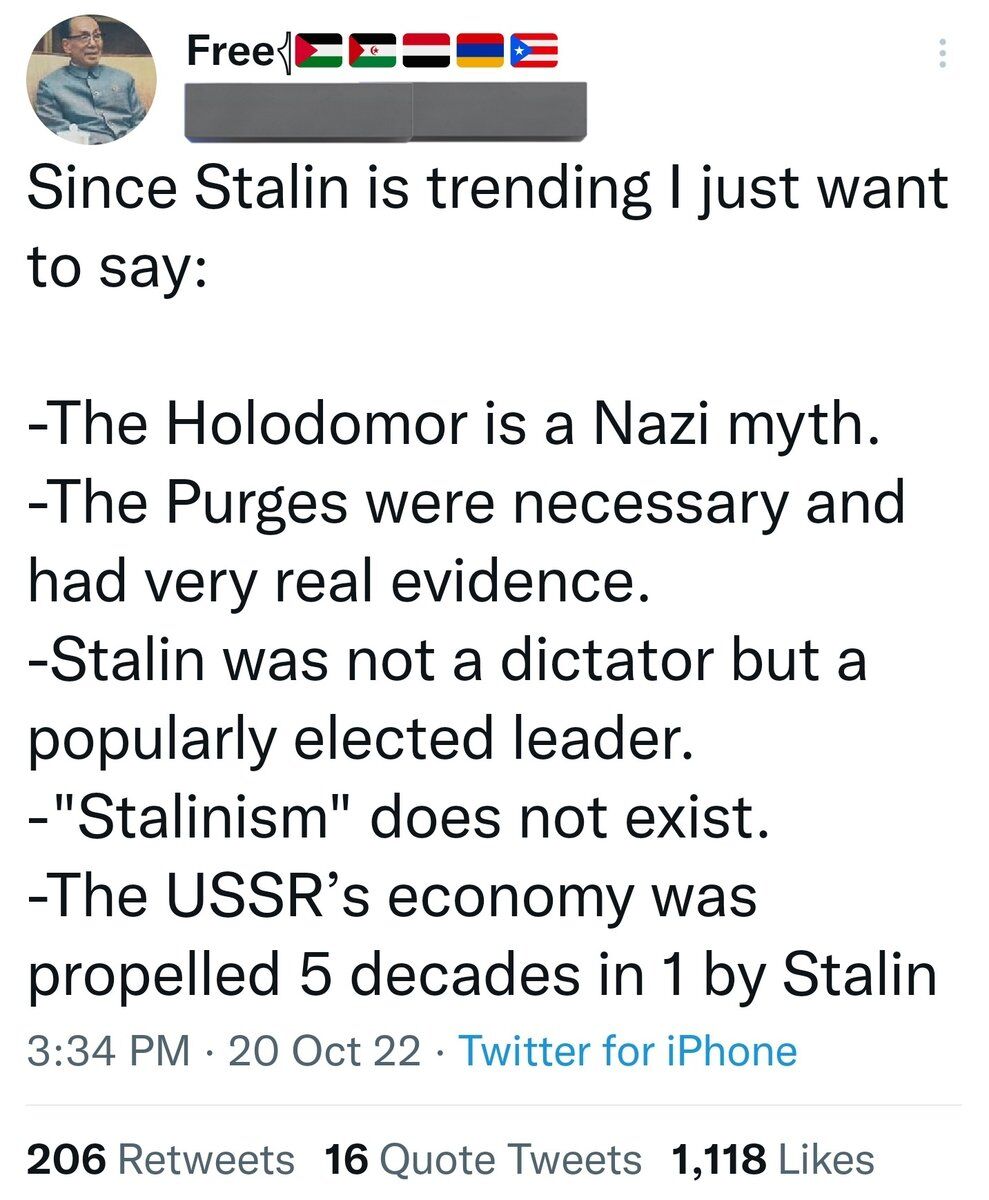 Free{🇵🇸🇪🇭🇾🇪🇦🇲🇵🇷
Since Stalin is trending I just want
to say:
-The Holodomor is a Nazi myth.
-The Purges were necessary and
had very real evidence.
-Stalin was not a dictator but a
popularly elected leader.
-"Stalinism" does not exist.
-The USSR’s economy was
propelled 5 decades in 1 by Stalin
3:34 PM · 20 Oct 22 · Twitter for iPhone
206 Retweets 16 Quote Tweets 1,118 Likes